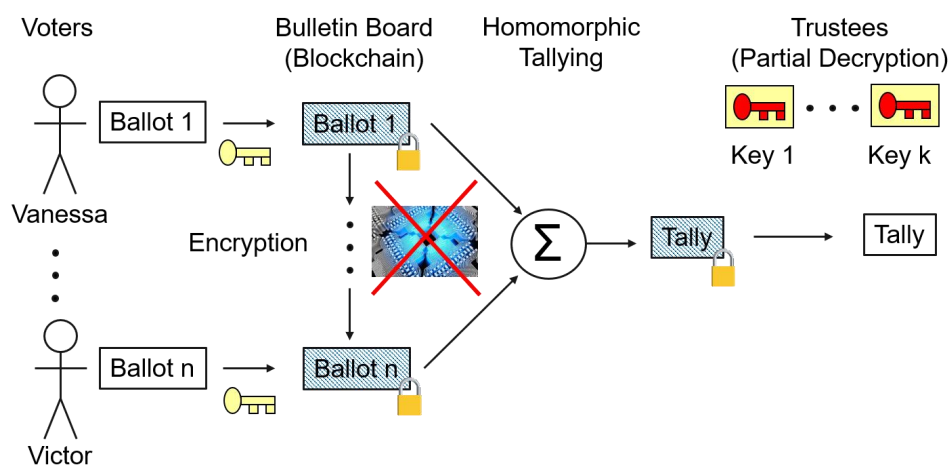 Voters
Bulletin Board
(Blockchain)
Homomorphic
Tallying
Trustees
(Partial Decryption)
Ballot 1
Ballot 1
Key 1
Key k
Vanessa
Encryption
Σ
Tally
Tally
Ballot n
Ballot n
Victor